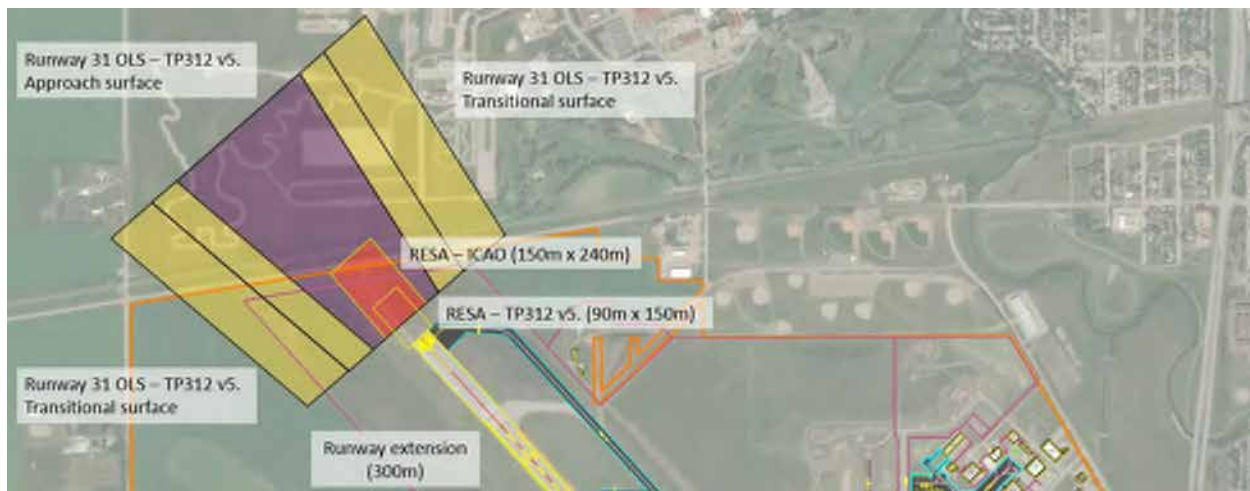 Runway 31 OLS – TP312 v5.
Approach surface
Runway 31 OLS – TP312 v5.
Transitional surface
RESA – ICAO (150m x 240m)
RESA – TP312 v5. (90m x 150m)
Runway 31 OLS – TP312 v5.
Transitional surface
Runway extension
(300m)